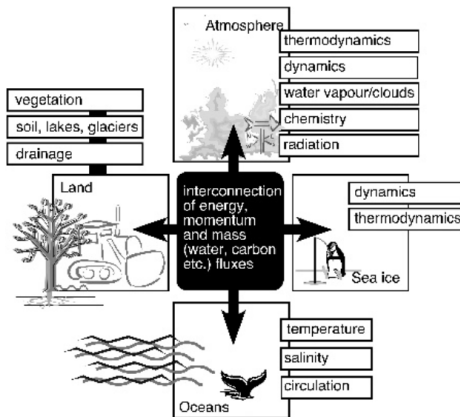 Atmosphere
thermodynamics
dynamics
water vapour/clouds
chemistry
radiation
vegetation
soil, lakes, glaciers
drainage
Land
interconnection
of energy,
momentum
and mass
(water, carbon
etc.) fluxes
dynamics
thermodynamics
Sea ice
temperature
salinity
circulation
Oceans